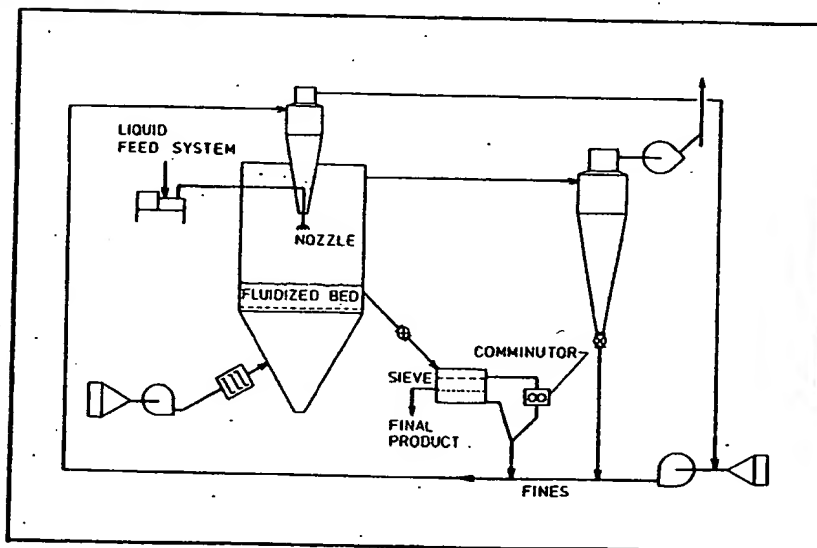 LIQUID
FEED SYSTEM
NOZZLE
FLUIDIZED BED
COMMINUTOR
SIEVE
FINAL
PRODUCT
FINES